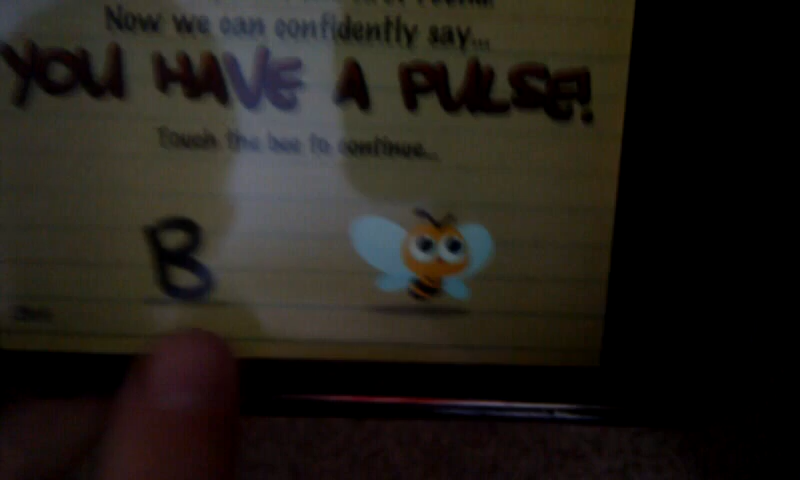 Now we can confidently say...
YOU HAVE A PULSE!
Touch the bee to continue...
B